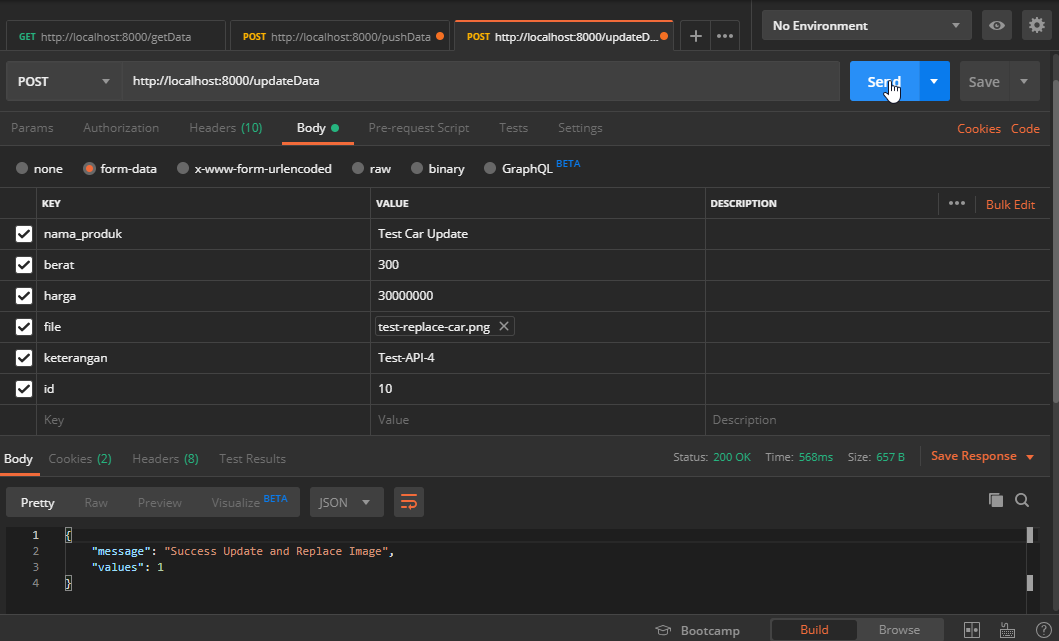 GET http://localhost:8000/getData POST http://localhost:8000/pushData POST http://localhost:8000/updateD... + ••• No Environment
POST http://localhost:8000/updateData Send Save
Params Authorization Headers (10) Body Pre-request Script Tests Settings Cookies Code
none form-data x-www-form-urlencoded raw binary GraphQL BETA
KEY VALUE DESCRIPTION ••• Bulk Edit
nama_produk Test Car Update
berat 300
harga 30000000
file test-replace-car.png ✕
keterangan Test-API-4
id 10
Key Value Description
Body Cookies (2) Headers (8) Test Results Status: 200 OK Time: 568ms Size: 657 B Save Response
Pretty Raw Preview Visualize BETA JSON
1 {
2 "message": "Success Update and Replace Image",
3 "values": 1
4 }
Bootcamp Build Browse ?